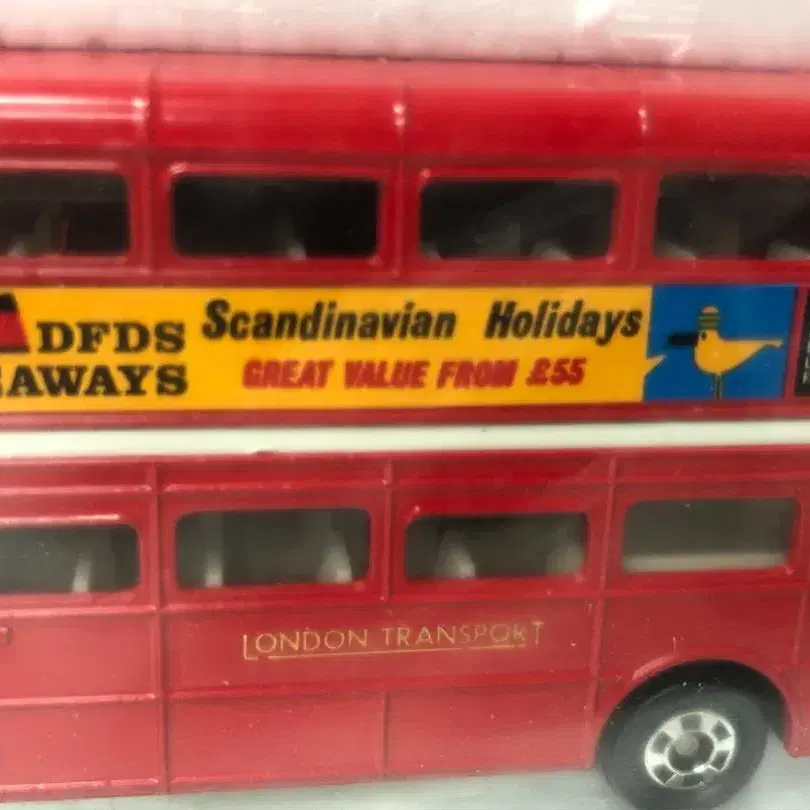 DFDS
AWAYS
Scandinavian Holidays
GREAT VALUE FROM £55
LONDON TRANSPORT